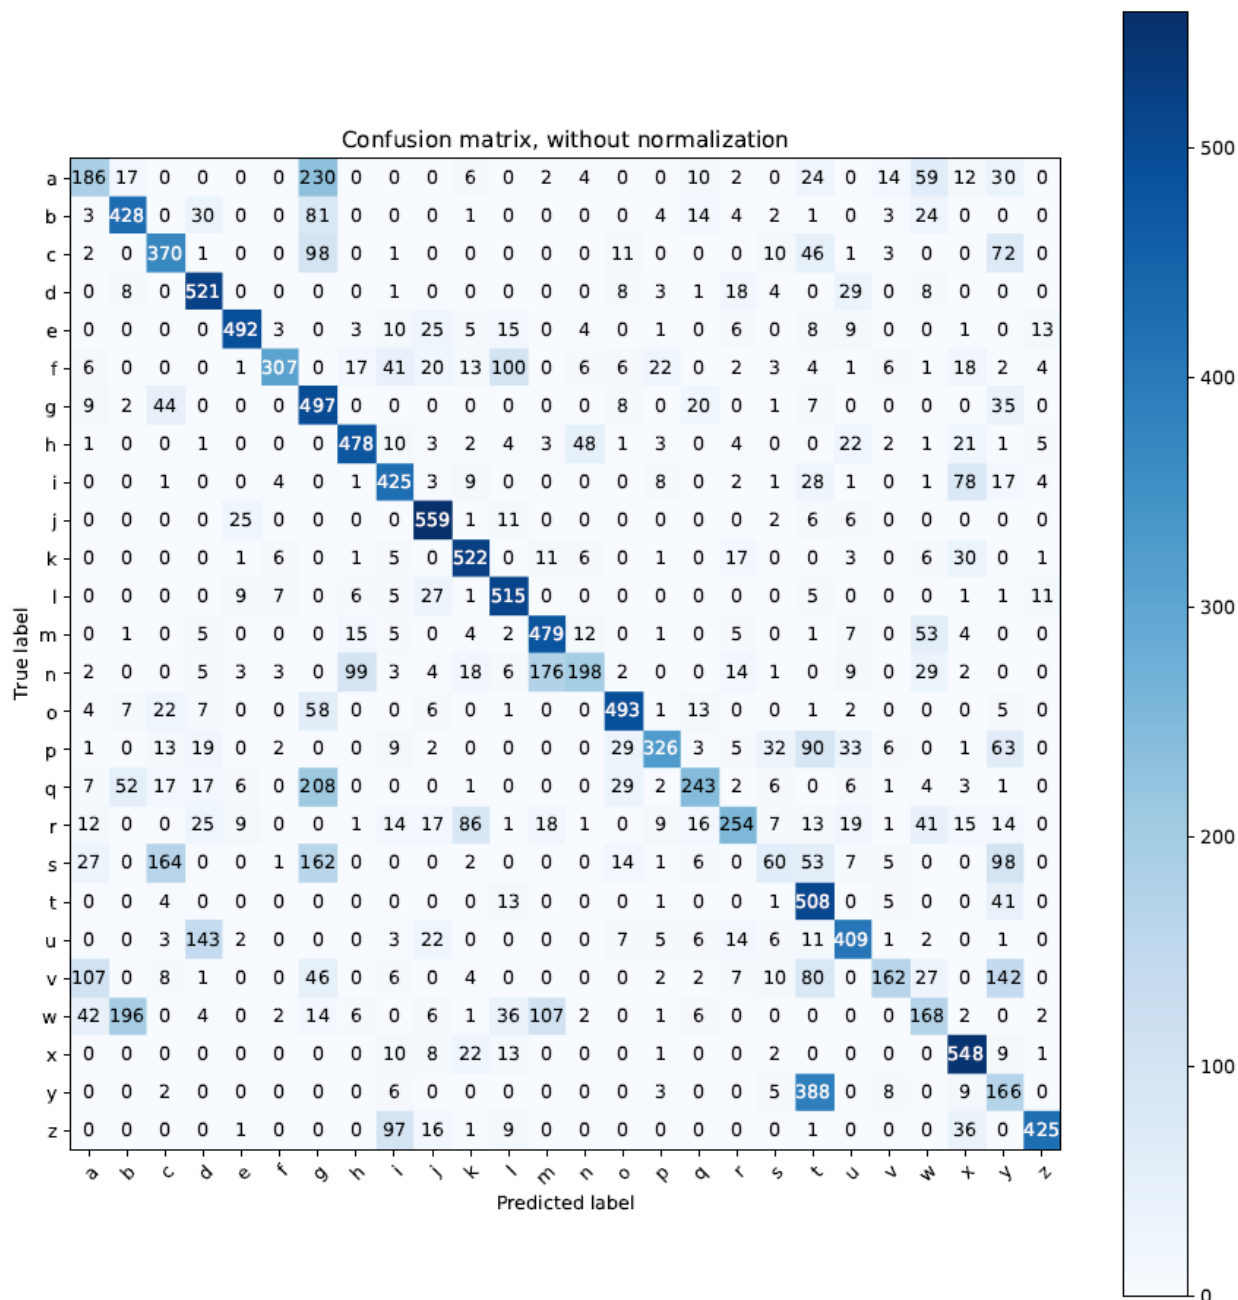 Confusion matrix, without normalization
a 186 17 0 0 0 0 230 0 0 0 6 0 2 4 0 0 10 2 0 24 0 14 59 12 30 0
b 3 428 0 30 0 0 81 0 0 0 1 0 0 0 0 4 14 4 2 1 0 3 24 0 0 0
c 2 0 370 1 0 0 98 0 1 0 0 0 0 0 11 0 0 0 10 46 1 3 0 0 72 0
d 0 8 0 521 0 0 0 0 1 0 0 0 0 0 8 3 1 18 4 0 29 0 8 0 0 0
e 0 0 0 0 492 3 0 3 10 25 5 15 0 4 0 1 0 6 0 8 9 0 0 1 0 13
f 6 0 0 0 1 307 0 17 41 20 13 100 0 6 6 22 0 2 3 4 1 6 1 18 2 4
g 9 2 44 0 0 0 497 0 0 0 0 0 0 0 8 0 20 0 1 7 0 0 0 0 35 0
h 1 0 0 1 0 0 0 478 10 3 2 4 3 48 1 3 0 4 0 0 22 2 1 21 1 5
i 0 0 1 0 0 4 0 1 425 3 9 0 0 0 0 8 0 2 1 28 1 0 1 78 17 4
j 0 0 0 0 25 0 0 0 0 559 1 11 0 0 0 0 0 0 2 6 6 0 0 0 0 0
k 0 0 0 0 1 6 0 1 5 0 522 0 11 6 0 1 0 17 0 0 3 0 6 30 0 1
l 0 0 0 0 9 7 0 6 5 27 1 515 0 0 0 0 0 0 0 5 0 0 0 1 1 11
m 0 1 0 5 0 0 0 15 5 0 4 2 479 12 0 1 0 5 0 1 7 0 53 4 0 0
n 2 0 0 5 3 3 0 99 3 4 18 6 176 198 2 0 0 14 0 1 9 0 29 2 0 0
o 4 7 22 7 0 0 58 0 0 6 0 1 0 0 493 1 13 0 0 1 2 0 0 0 5 0
p 1 0 13 19 0 2 0 0 9 2 0 0 0 0 29 326 3 5 32 90 33 6 0 1 63 0
q 7 52 17 17 6 0 208 0 0 0 1 0 0 0 29 2 243 2 6 0 6 1 4 3 1 0
r 12 0 0 25 9 0 0 1 14 17 86 1 18 1 0 9 16 254 7 13 19 1 41 15 14 0
s 27 0 164 0 0 1 162 0 0 0 2 0 0 0 14 1 6 0 60 53 7 5 0 0 98 0
t 0 0 4 0 0 0 0 0 0 0 0 13 0 0 0 1 0 0 1 508 0 5 0 0 41 0
u 0 0 3 143 2 0 0 0 3 22 0 0 0 0 7 5 6 14 6 11 409 1 2 0 1 0
v 107 0 8 1 0 0 46 0 6 0 4 0 0 0 0 2 2 7 10 80 0 162 27 0 142 0
w 42 196 0 4 0 2 14 6 0 6 1 36 107 2 0 1 6 0 0 0 0 0 168 2 0 2
x 0 0 0 0 0 0 0 0 10 8 22 13 0 0 0 1 0 0 2 0 0 0 0 548 9 1
y 0 0 2 0 0 0 0 0 6 0 0 0 0 0 0 3 0 0 5 388 0 8 0 9 166 0
z 0 0 0 0 1 0 0 0 97 16 1 9 0 0 0 0 0 0 0 1 0 0 0 36 0 425
a b c d e f g h i j k l m n o p q r s t u v w x y z
Predicted label
True label
500
400
300
200
100
0